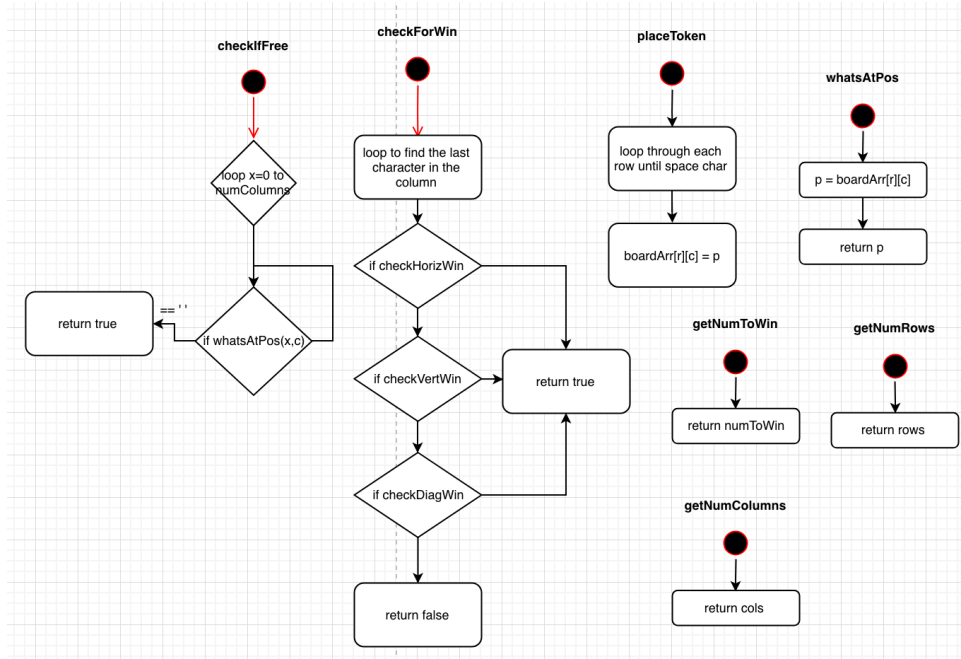 checkIfFree
loop x=0 to
numColumns
== ' '
return true
if whatsAtPos(x,c)
checkForWin
loop to find the last
character in the
column
if checkHorizWin
if checkVertWin
return true
if checkDiagWin
return false
placeToken
loop through each
row until space char
boardArr[r][c] = p
whatsAtPos
p = boardArr[r][c]
return p
getNumToWin
return numToWin
getNumRows
return rows
getNumColumns
return cols